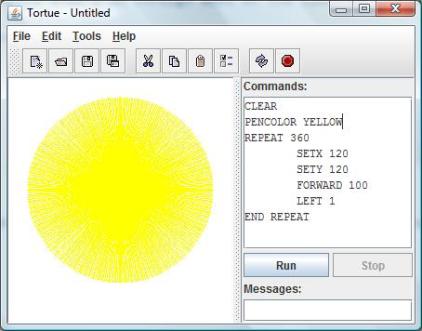 Tortue - Untitled
File Edit Tools Help
Commands:
CLEAR
PENCOLOR YELLOW
REPEAT 360
SETX 120
SETY 120
FORWARD 100
LEFT 1
END REPEAT
Run Stop
Messages: